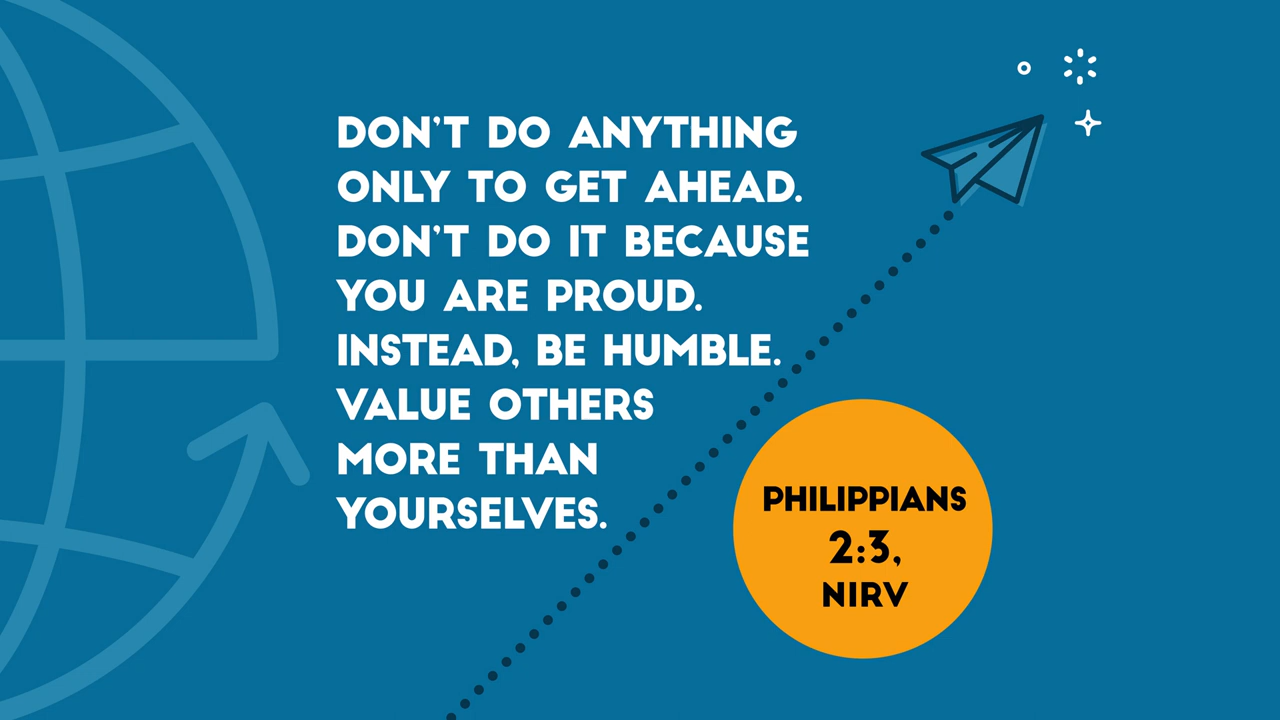 DON'T DO ANYTHING
ONLY TO GET AHEAD.
DON'T DO IT BECAUSE
YOU ARE PROUD.
INSTEAD, BE HUMBLE.
VALUE OTHERS
MORE THAN
YOURSELVES.
PHILIPPIANS
2:3,
NIRV